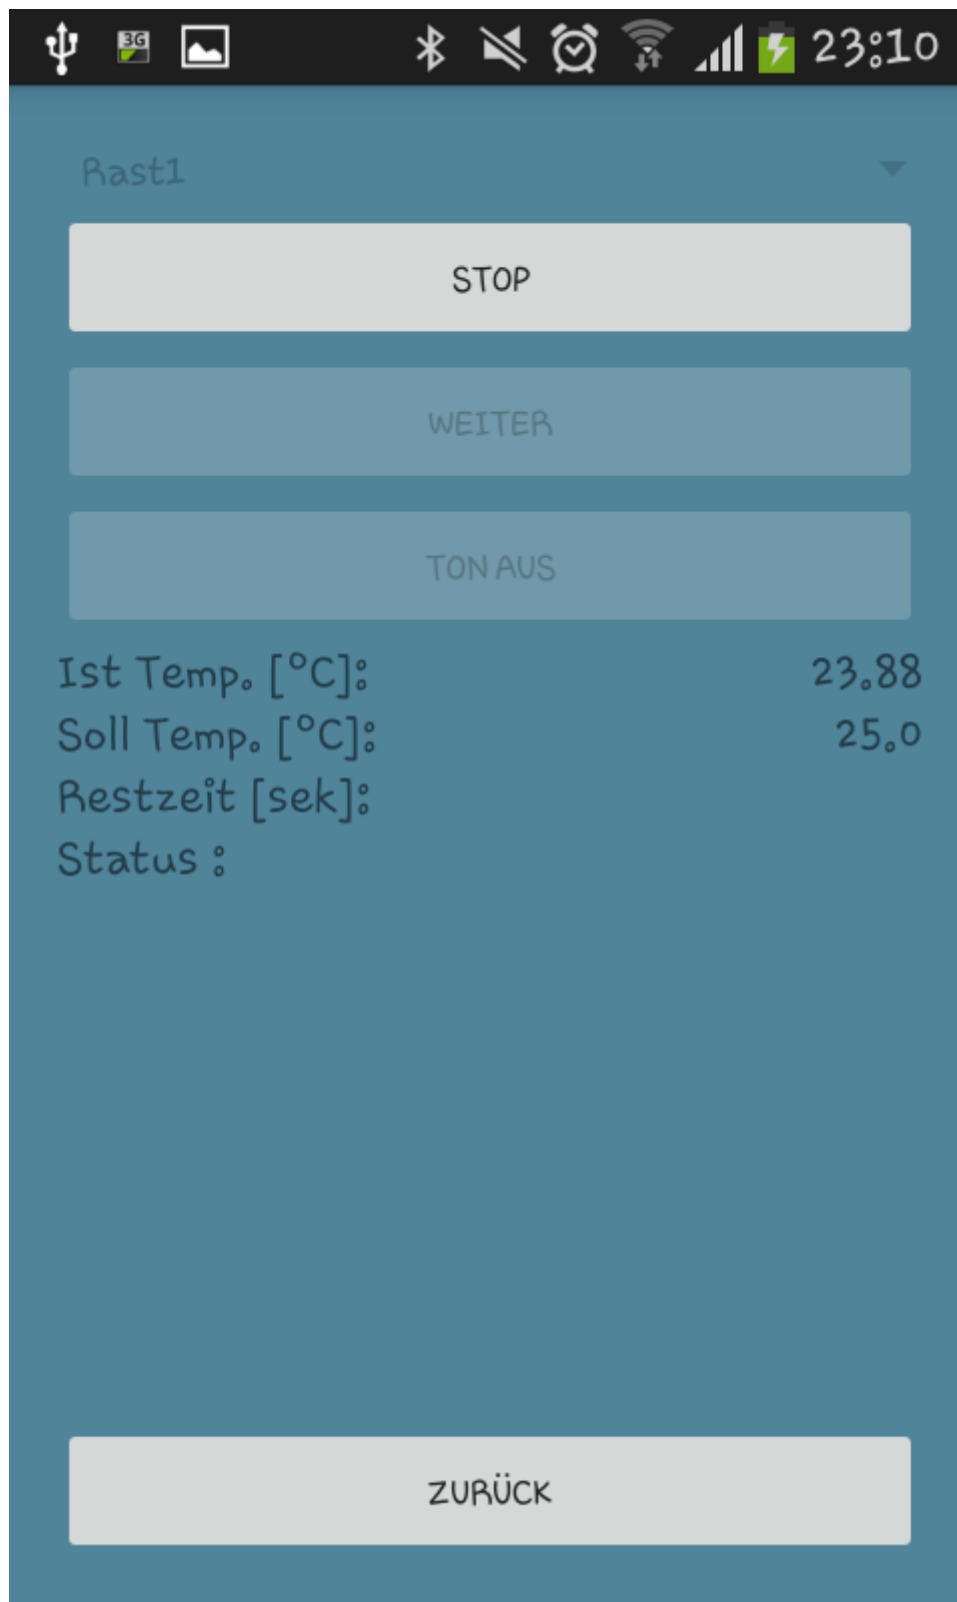 3G 23:10
Rast1
STOP
WEITER
TON AUS
Ist Temp. [°C]: 23.88
Soll Temp. [°C]: 25.0
Restzeit [sek]:
Status :
ZURÜCK